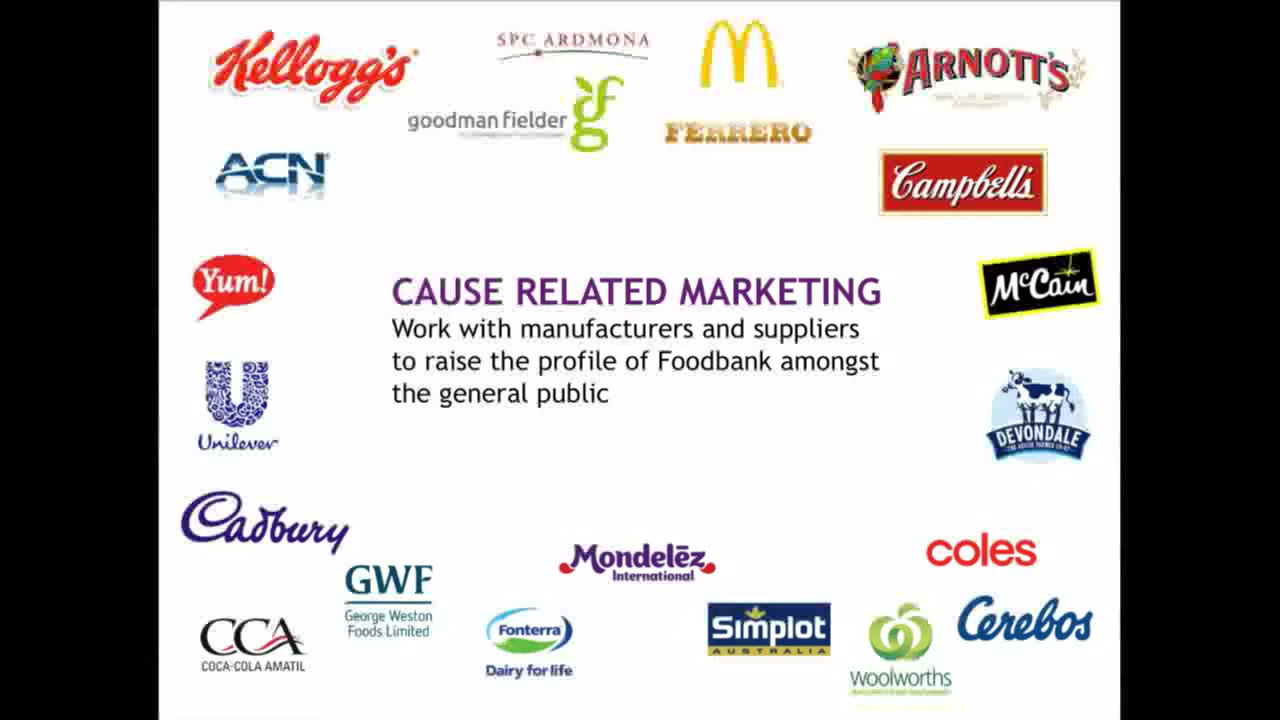 Kellogg's
SPC ARDMONA
goodman fielder
FERRERO
ARNOTT'S
ACN
Campbell's
Yum!
CAUSE RELATED MARKETING
Work with manufacturers and suppliers
to raise the profile of Foodbank amongst
the general public
McCain
Unilever
DEVONDALE
Cadbury
Mondelēz
International
coles
GWF
George Weston
Foods Limited
CCA
COCA-COLA AMATIL
Fonterra
Dairy for life
Simplot
AUSTRALIA
Woolworths
Cerebos